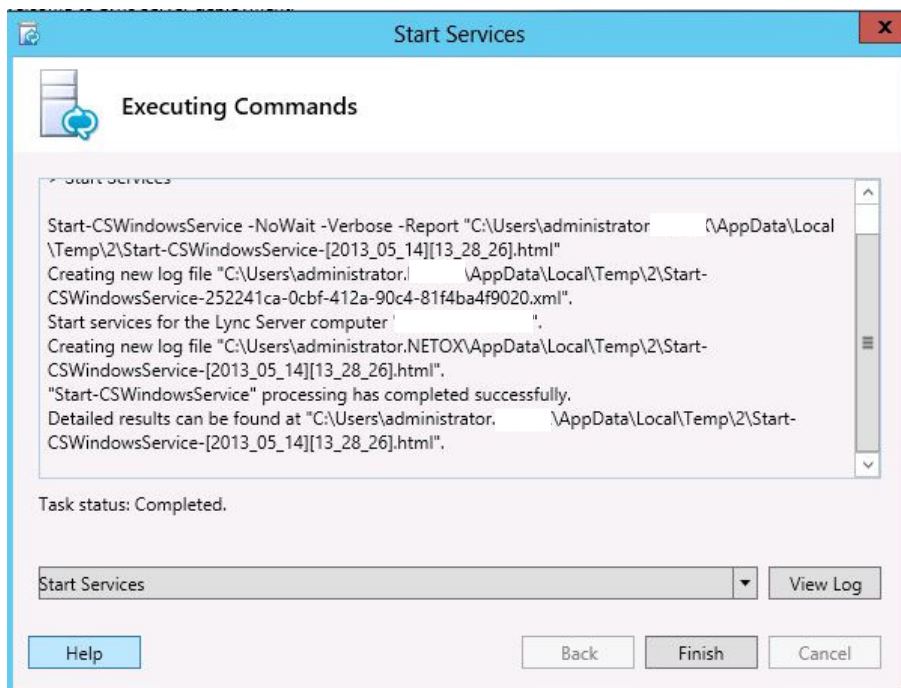 Start Services
X
Executing Commands
> Start Services
Start-CSWindowsService -NoWait -Verbose -Report "C:\Users\administrator \AppData\Local
\Temp\2\Start-CSWindowsService-[2013_05_14][13_28_26].html"
Creating new log file "C:\Users\administrator. \AppData\Local\Temp\2\Start-
CSWindowsService-252241ca-0cbf-412a-90c4-81f4ba4f9020.xml".
Start services for the Lync Server computer ' ".
Creating new log file "C:\Users\administrator.NETOX\AppData\Local\Temp\2\Start-
CSWindowsService-[2013_05_14][13_28_26].html".
"Start-CSWindowsService" processing has completed successfully.
Detailed results can be found at "C:\Users\administrator. \AppData\Local\Temp\2\Start-
CSWindowsService-[2013_05_14][13_28_26].html".
Task status: Completed.
Start Services
View Log
Help
Back
Finish
Cancel